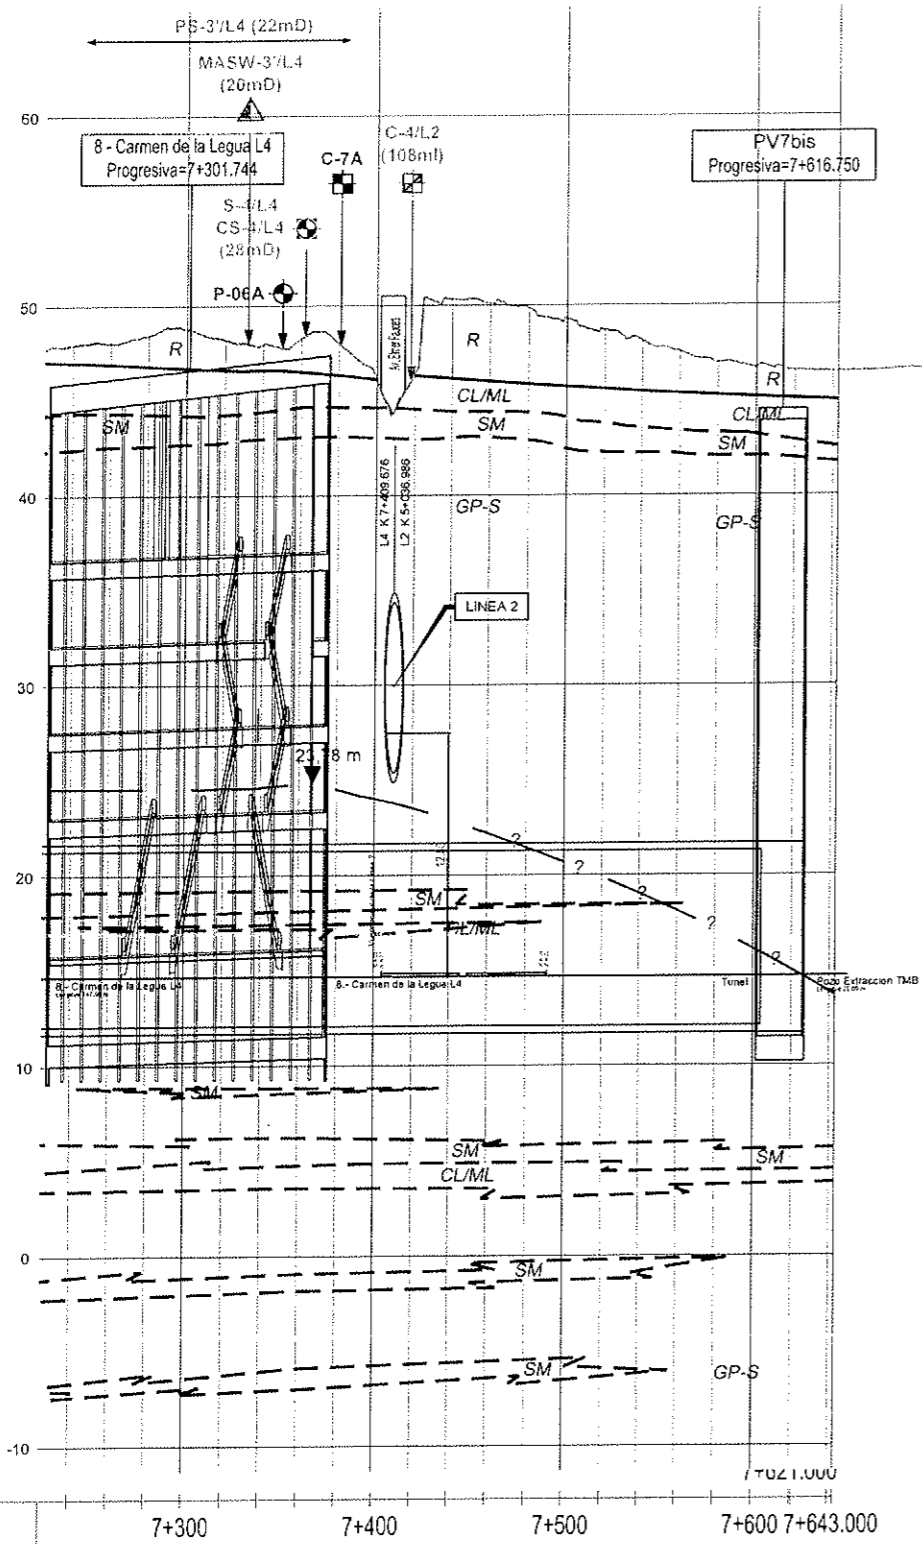 PS-3'/L4 (22mD)
MASW-3'/L4
(20mD)
60
8 - Carmen de la Legua L4
Progresiva=7+301.744
C-7A
C-4/L2
(108ml)
PV7bis
Progresiva=7+616.750
S-4/L4
CS-4/L4
(28mD)
P-06A
50
R
R
R
CL/ML
SM
SM
CL/ML
SM
40
L4 K 7+409.676
L2 K 5+036.986
GP-S
GP-S
LINEA 2
30
23,18 m
?
?
?
?
?
20
SM
8.- Carmen de la Legua L4
8.- Carmen de la Legua L4
Tunel
Pozo Extraccion TMB
10
SM
SM
SM
CL/ML
0
SM
SM
GP-S
-10
7+621.000
7+300
7+400
7+500
7+600
7+643.000